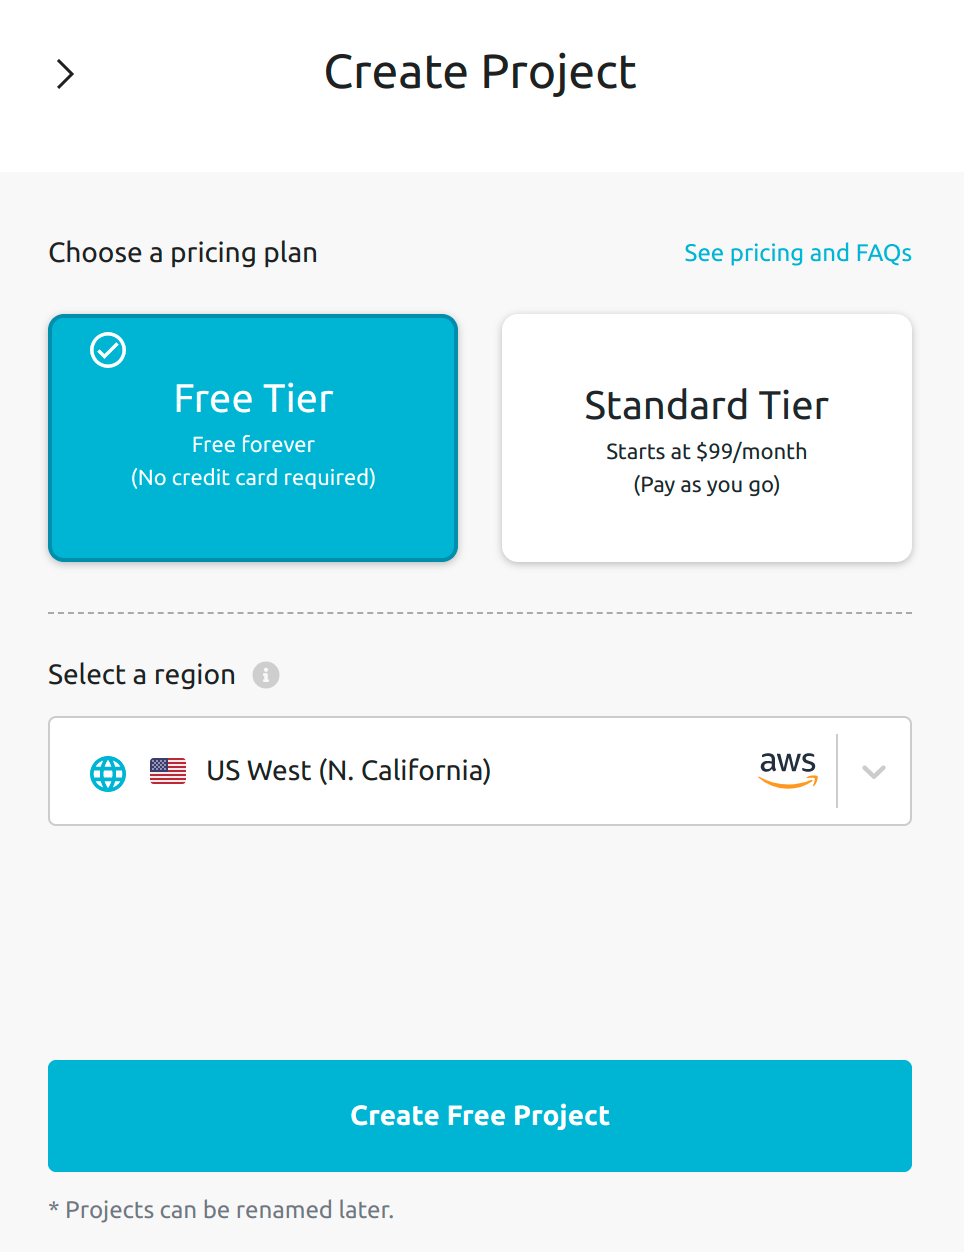 Create Project
Choose a pricing plan
See pricing and FAQs
Free Tier
Free forever
(No credit card required)
Standard Tier
Starts at $99/month
(Pay as you go)
Select a region
US West (N. California)
aws
Create Free Project
* Projects can be renamed later.